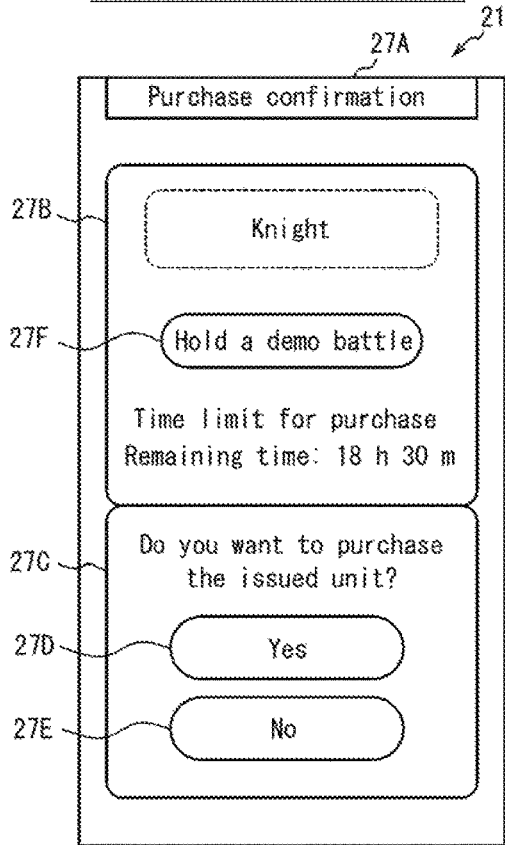 21
27A
Purchase confirmation
27B
Knight
27F
Hold a demo battle
Time limit for purchase
Remaining time: 18 h 30 m
27C
Do you want to purchase
the issued unit?
27D
Yes
27E
No